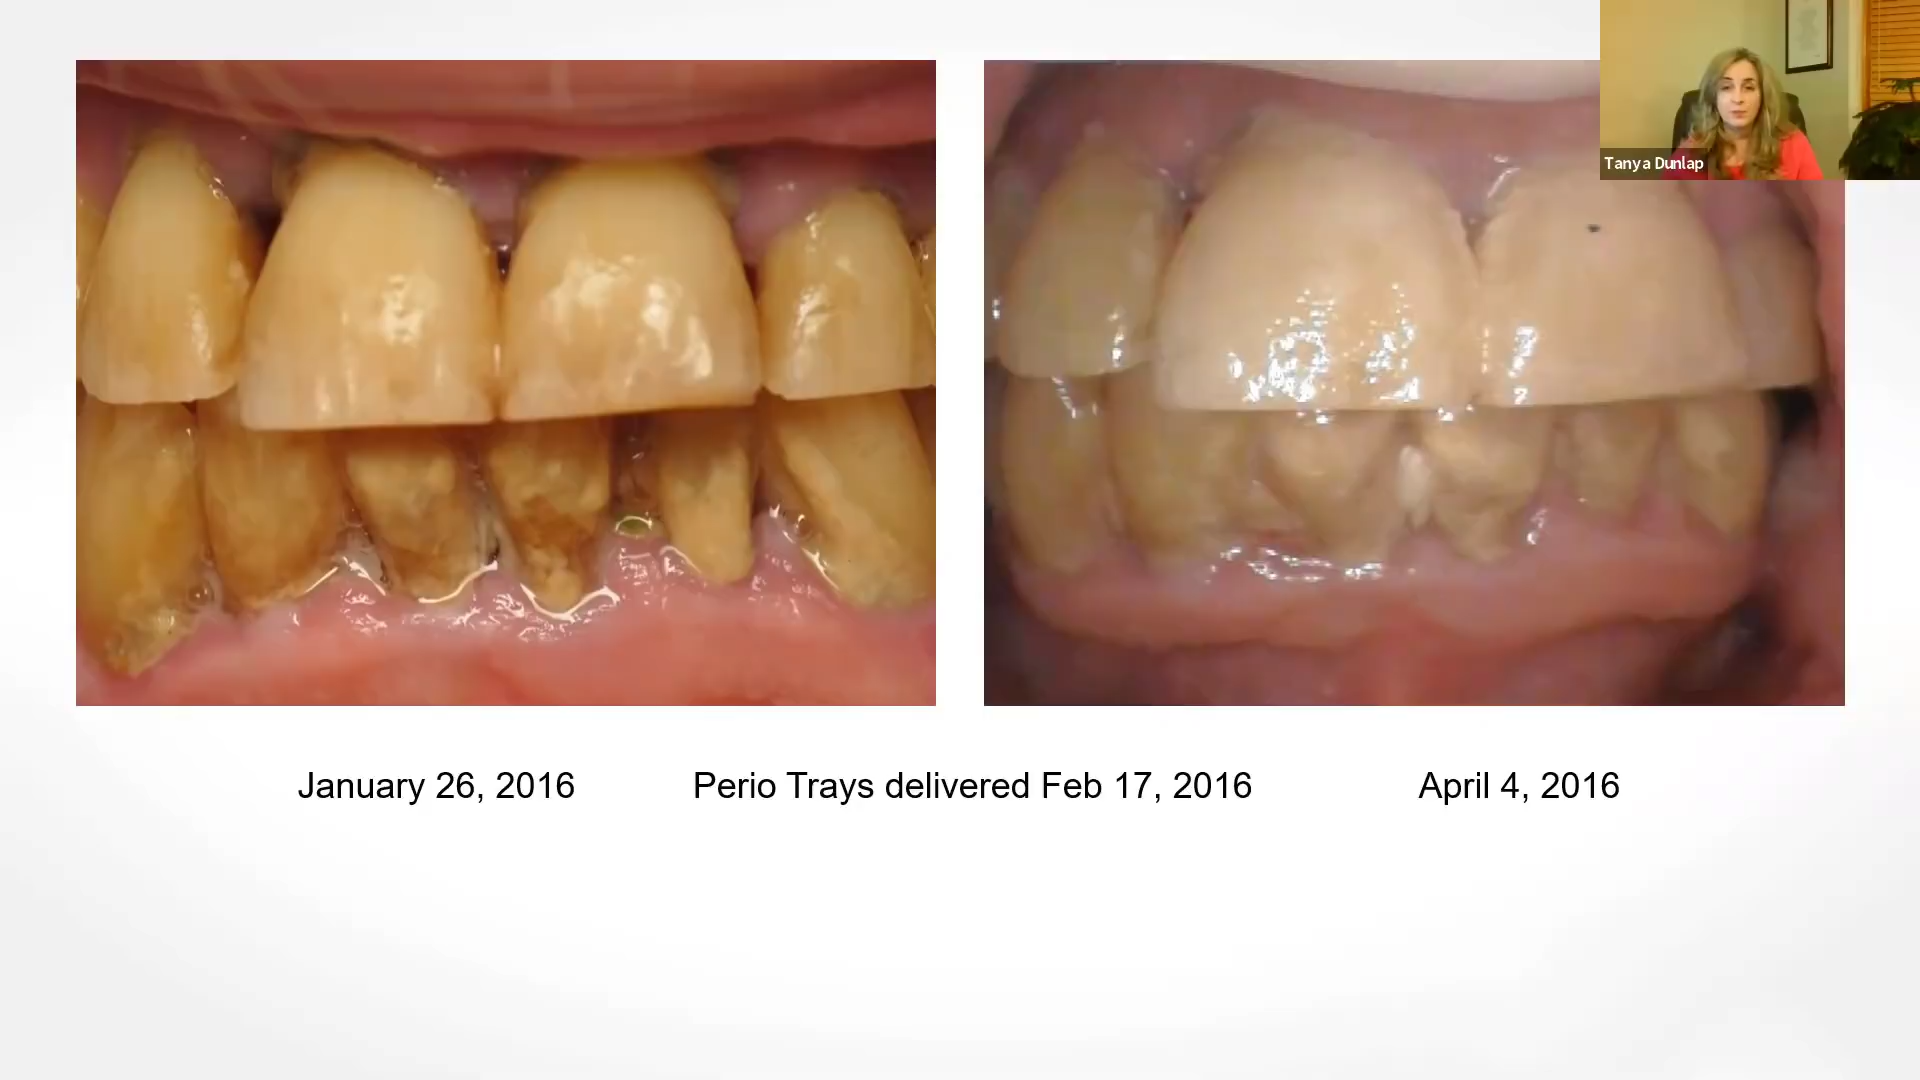 Tanya Dunlap
January 26, 2016
Perio Trays delivered Feb 17, 2016
April 4, 2016